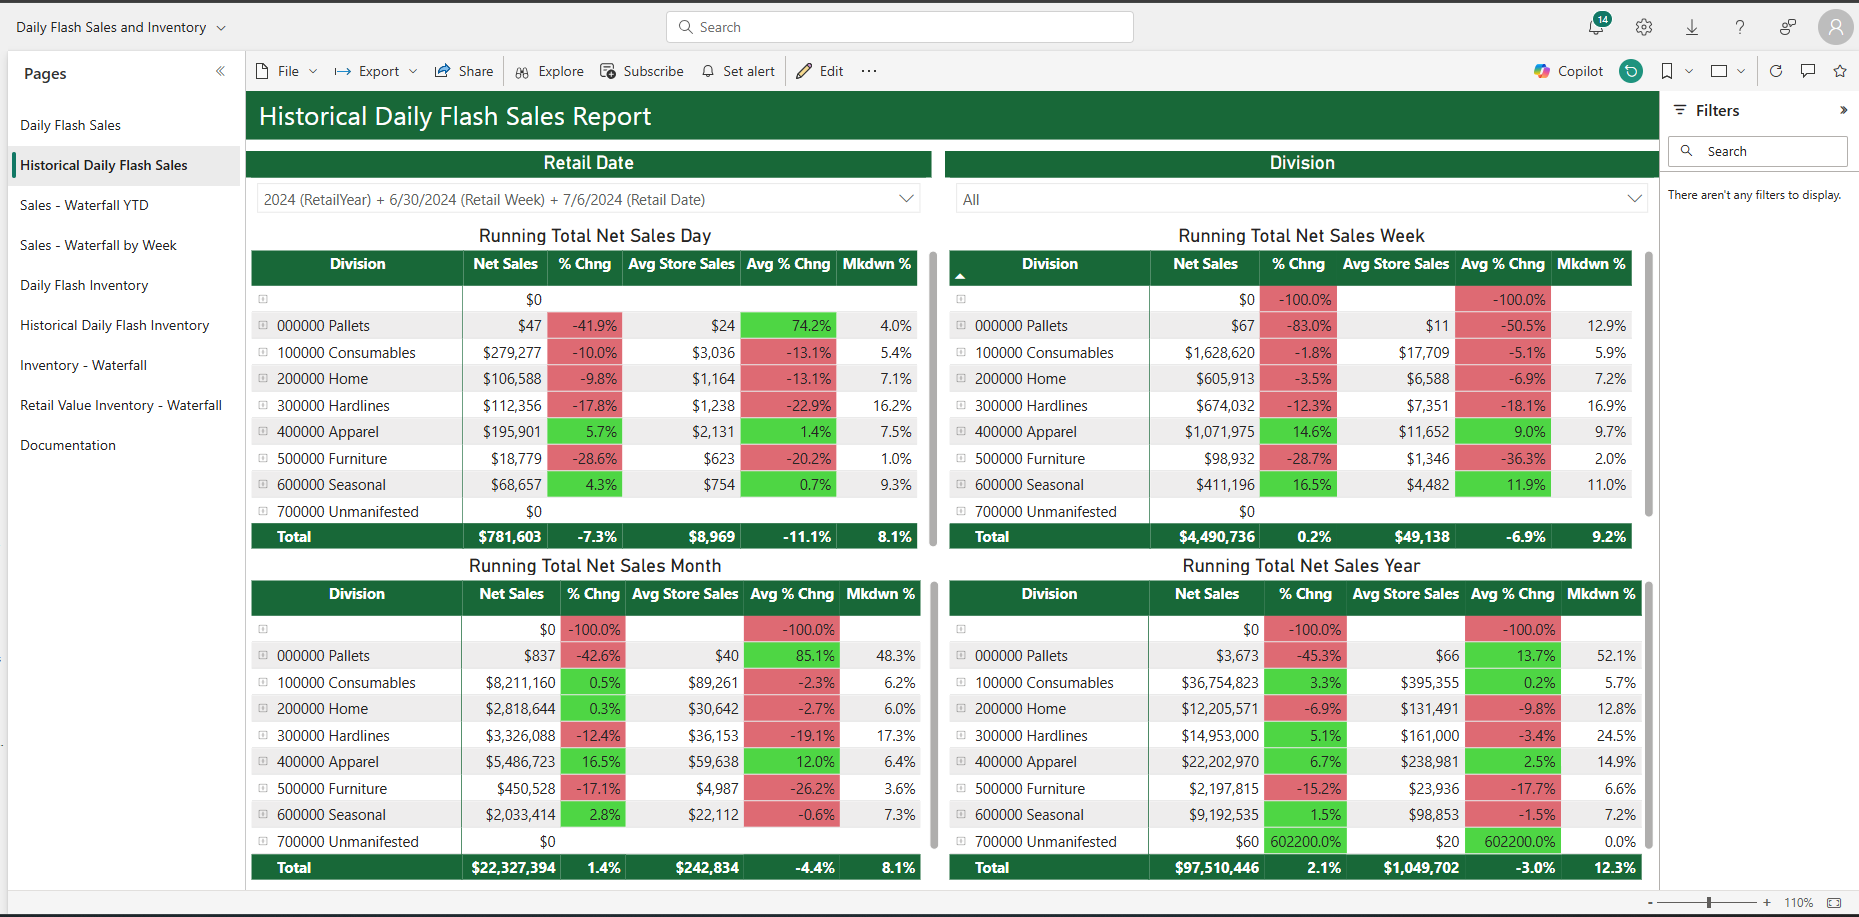 Daily Flash Sales and Inventory
Search
14
Pages
File Export Share Explore Subscribe Set alert Edit ...
Copilot
Daily Flash Sales
Historical Daily Flash Sales
Sales - Waterfall YTD
Sales - Waterfall by Week
Daily Flash Inventory
Historical Daily Flash Inventory
Inventory - Waterfall
Retail Value Inventory - Waterfall
Documentation
Historical Daily Flash Sales Report
Retail Date
2024 (RetailYear) + 6/30/2024 (Retail Week) + 7/6/2024 (Retail Date)
Division
All
Running Total Net Sales Day
Division Net Sales % Chng Avg Store Sales Avg % Chng Mkdwn %
$0
000000 Pallets $47 -41.9% $24 74.2% 4.0%
100000 Consumables $279,277 -10.0% $3,036 -13.1% 5.4%
200000 Home $106,588 -9.8% $1,164 -13.1% 7.1%
300000 Hardlines $112,356 -17.8% $1,238 -22.9% 16.2%
400000 Apparel $195,901 5.7% $2,131 1.4% 7.5%
500000 Furniture $18,779 -28.6% $623 -20.2% 1.0%
600000 Seasonal $68,657 4.3% $754 0.7% 9.3%
700000 Unmanifested $0
Total $781,603 -7.3% $8,969 -11.1% 8.1%
Running Total Net Sales Week
Division Net Sales % Chng Avg Store Sales Avg % Chng Mkdwn %
$0 -100.0% -100.0%
000000 Pallets $67 -83.0% $11 -50.5% 12.9%
100000 Consumables $1,628,620 -1.8% $17,709 -5.1% 5.9%
200000 Home $605,913 -3.5% $6,588 -6.9% 7.2%
300000 Hardlines $674,032 -12.3% $7,351 -18.1% 16.9%
400000 Apparel $1,071,975 14.6% $11,652 9.0% 9.7%
500000 Furniture $98,932 -28.7% $1,346 -36.3% 2.0%
600000 Seasonal $411,196 16.5% $4,482 11.9% 11.0%
700000 Unmanifested $0
Total $4,490,736 0.2% $49,138 -6.9% 9.2%
Running Total Net Sales Month
Division Net Sales % Chng Avg Store Sales Avg % Chng Mkdwn %
$0 -100.0% -100.0%
000000 Pallets $837 -42.6% $40 85.1% 48.3%
100000 Consumables $8,211,160 0.5% $89,261 -2.3% 6.2%
200000 Home $2,818,644 0.3% $30,642 -2.7% 6.0%
300000 Hardlines $3,326,088 -12.4% $36,153 -19.1% 17.3%
400000 Apparel $5,486,723 16.5% $59,638 12.0% 6.4%
500000 Furniture $450,528 -17.1% $4,987 -26.2% 3.6%
600000 Seasonal $2,033,414 2.8% $22,112 -0.6% 7.3%
700000 Unmanifested $0
Total $22,327,394 1.4% $242,834 -4.4% 8.1%
Running Total Net Sales Year
Division Net Sales % Chng Avg Store Sales Avg % Chng Mkdwn %
$0 -100.0% -100.0%
000000 Pallets $3,673 -45.3% $66 13.7% 52.1%
100000 Consumables $36,754,823 3.3% $395,355 0.2% 5.7%
200000 Home $12,205,571 -6.9% $131,491 -9.8% 12.8%
300000 Hardlines $14,953,000 5.1% $161,000 -3.4% 24.5%
400000 Apparel $22,202,970 6.7% $238,981 2.5% 14.9%
500000 Furniture $2,197,815 -15.2% $23,936 -17.7% 6.6%
600000 Seasonal $9,192,535 1.5% $98,853 -1.5% 7.2%
700000 Unmanifested $60 602200.0% $20 602200.0% 0.0%
Total $97,510,446 2.1% $1,049,702 -3.0% 12.3%
Filters
Search
There aren't any filters to display.
- + 110%